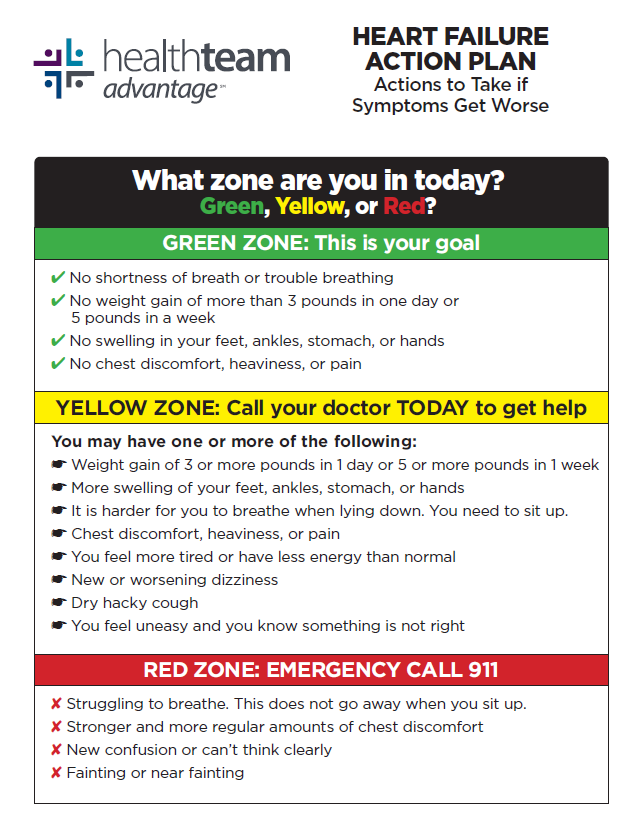 healthteam
advantage SM
HEART FAILURE
ACTION PLAN
Actions to Take if
Symptoms Get Worse
What zone are you in today?
Green, Yellow, or Red?
GREEN ZONE: This is your goal
✔ No shortness of breath or trouble breathing
✔ No weight gain of more than 3 pounds in one day or
5 pounds in a week
✔ No swelling in your feet, ankles, stomach, or hands
✔ No chest discomfort, heaviness, or pain
YELLOW ZONE: Call your doctor TODAY to get help
You may have one or more of the following:
☛ Weight gain of 3 or more pounds in 1 day or 5 or more pounds in 1 week
☛ More swelling of your feet, ankles, stomach, or hands
☛ It is harder for you to breathe when lying down. You need to sit up.
☛ Chest discomfort, heaviness, or pain
☛ You feel more tired or have less energy than normal
☛ New or worsening dizziness
☛ Dry hacky cough
☛ You feel uneasy and you know something is not right
RED ZONE: EMERGENCY CALL 911
✘ Struggling to breathe. This does not go away when you sit up.
✘ Stronger and more regular amounts of chest discomfort
✘ New confusion or can’t think clearly
✘ Fainting or near fainting